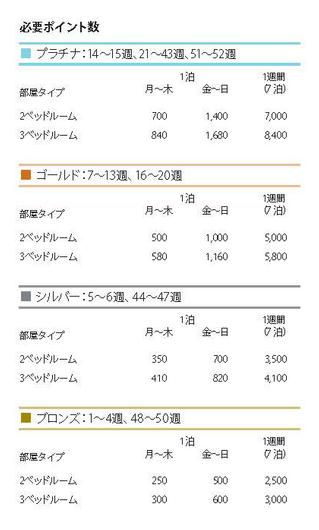 必要ポイント数
プラチナ：14～15週、21～43週、51～52週
1泊 1週間
部屋タイプ 月～木 金～日 (7泊)
2ベッドルーム 700 1,400 7,000
3ベッドルーム 840 1,680 8,400
ゴールド：7～13週、16～20週
1泊 1週間
部屋タイプ 月～木 金～日 (7泊)
2ベッドルーム 500 1,000 5,000
3ベッドルーム 580 1,160 5,800
シルバー：5～6週、44～47週
1泊 1週間
部屋タイプ 月～木 金～日 (7泊)
2ベッドルーム 350 700 3,500
3ベッドルーム 410 820 4,100
ブロンズ：1～4週、48～50週
1泊 1週間
部屋タイプ 月～木 金～日 (7泊)
2ベッドルーム 250 500 2,500
3ベッドルーム 300 600 3,000